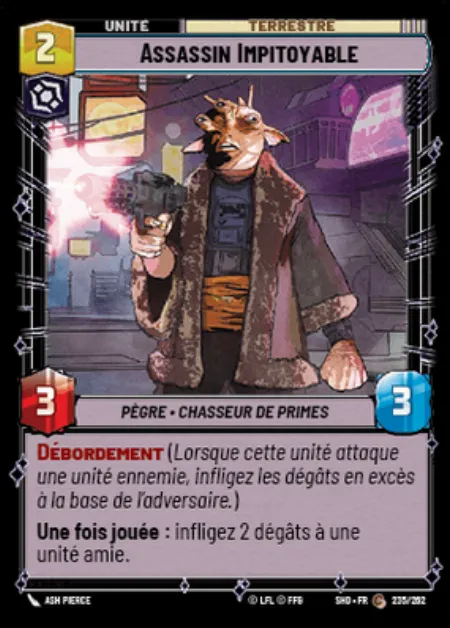 UNITÉ
TERRESTRE
2
ASSASSIN IMPITOYABLE
3
PÈGRE • CHASSEUR DE PRIMES
3
DÉBORDEMENT (Lorsque cette unité attaque
une unité ennemie, infligez les dégâts en excès
à la base de l'adversaire.)
Une fois jouée : infligez 2 dégâts à une
unité amie.
ASH PIERCE
© LFL © FFG
SHD • FR
235/262